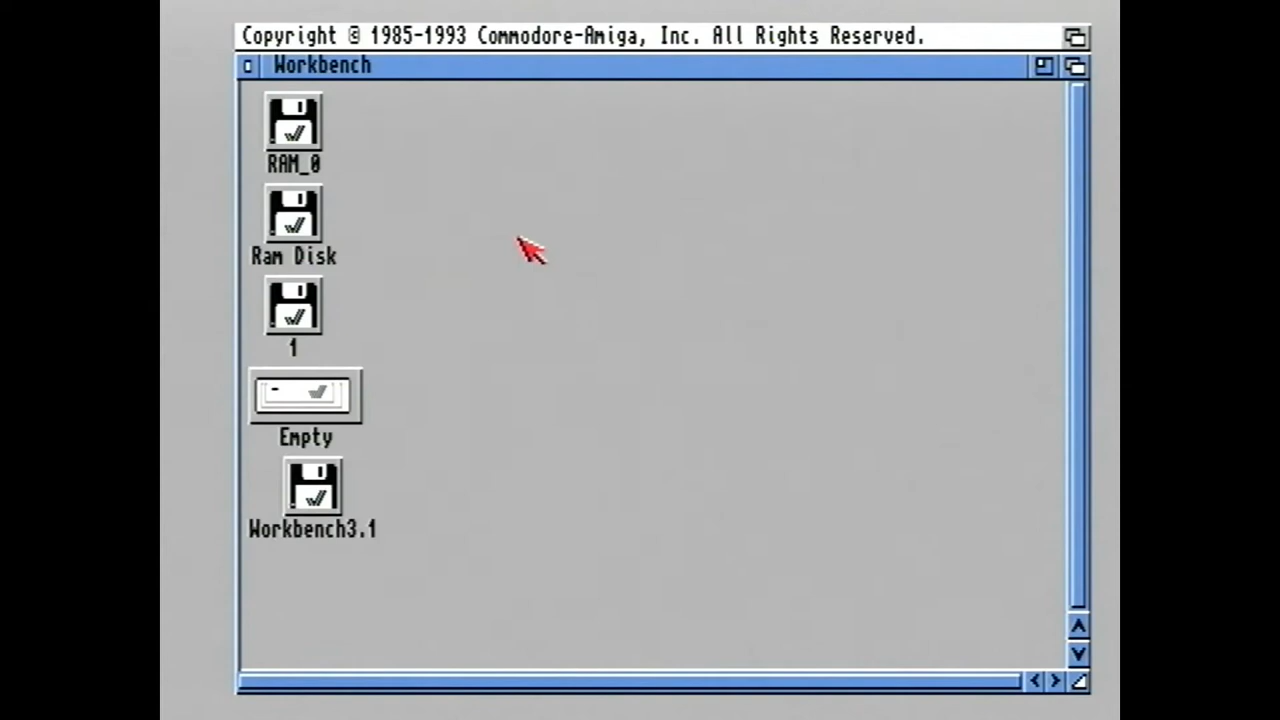 Copyright © 1985-1993 Commodore-Amiga, Inc. All Rights Reserved.
Workbench
RAM_0
Ram Disk
1
Empty
Workbench3.1